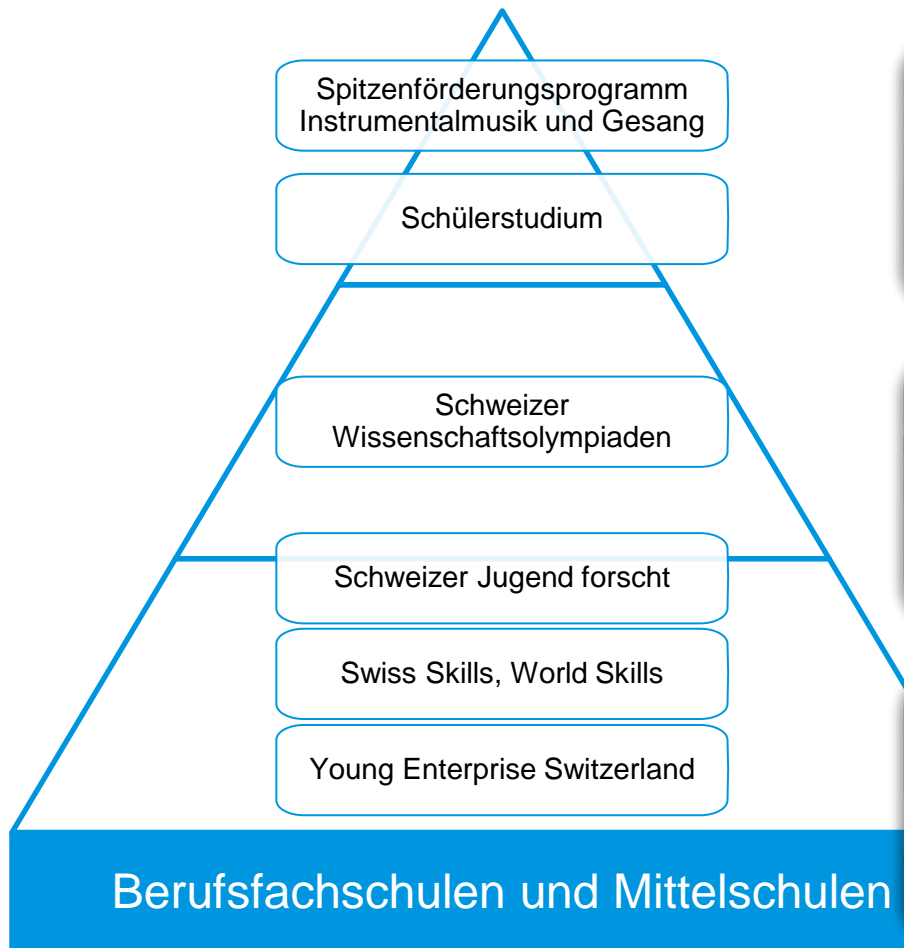 Spitzenförderungsprogramm
Instrumentalmusik und Gesang
Schülerstudium
Schweizer
Wissenschaftsolympiaden
Schweizer Jugend forscht
Swiss Skills, World Skills
Young Enterprise Switzerland
Berufsfachschulen und Mittelschulen